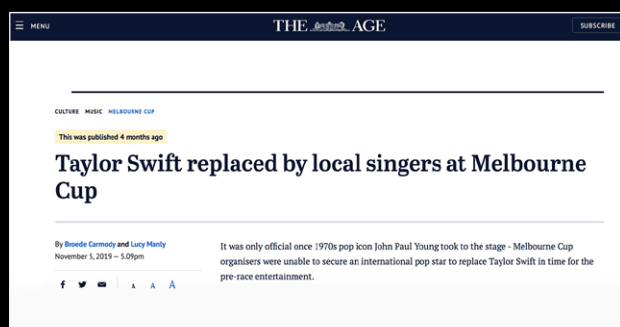 MENU
THE AGE
SUBSCRIBE
CULTURE MUSIC MELBOURNE CUP
This was published 4 months ago
Taylor Swift replaced by local singers at Melbourne
Cup
By Broede Carmody and Lucy Manly
November 5, 2019 — 5.09pm
It was only official once 1970s pop icon John Paul Young took to the stage - Melbourne Cup
organisers were unable to secure an international pop star to replace Taylor Swift in time for the
pre-race entertainment.
A A A